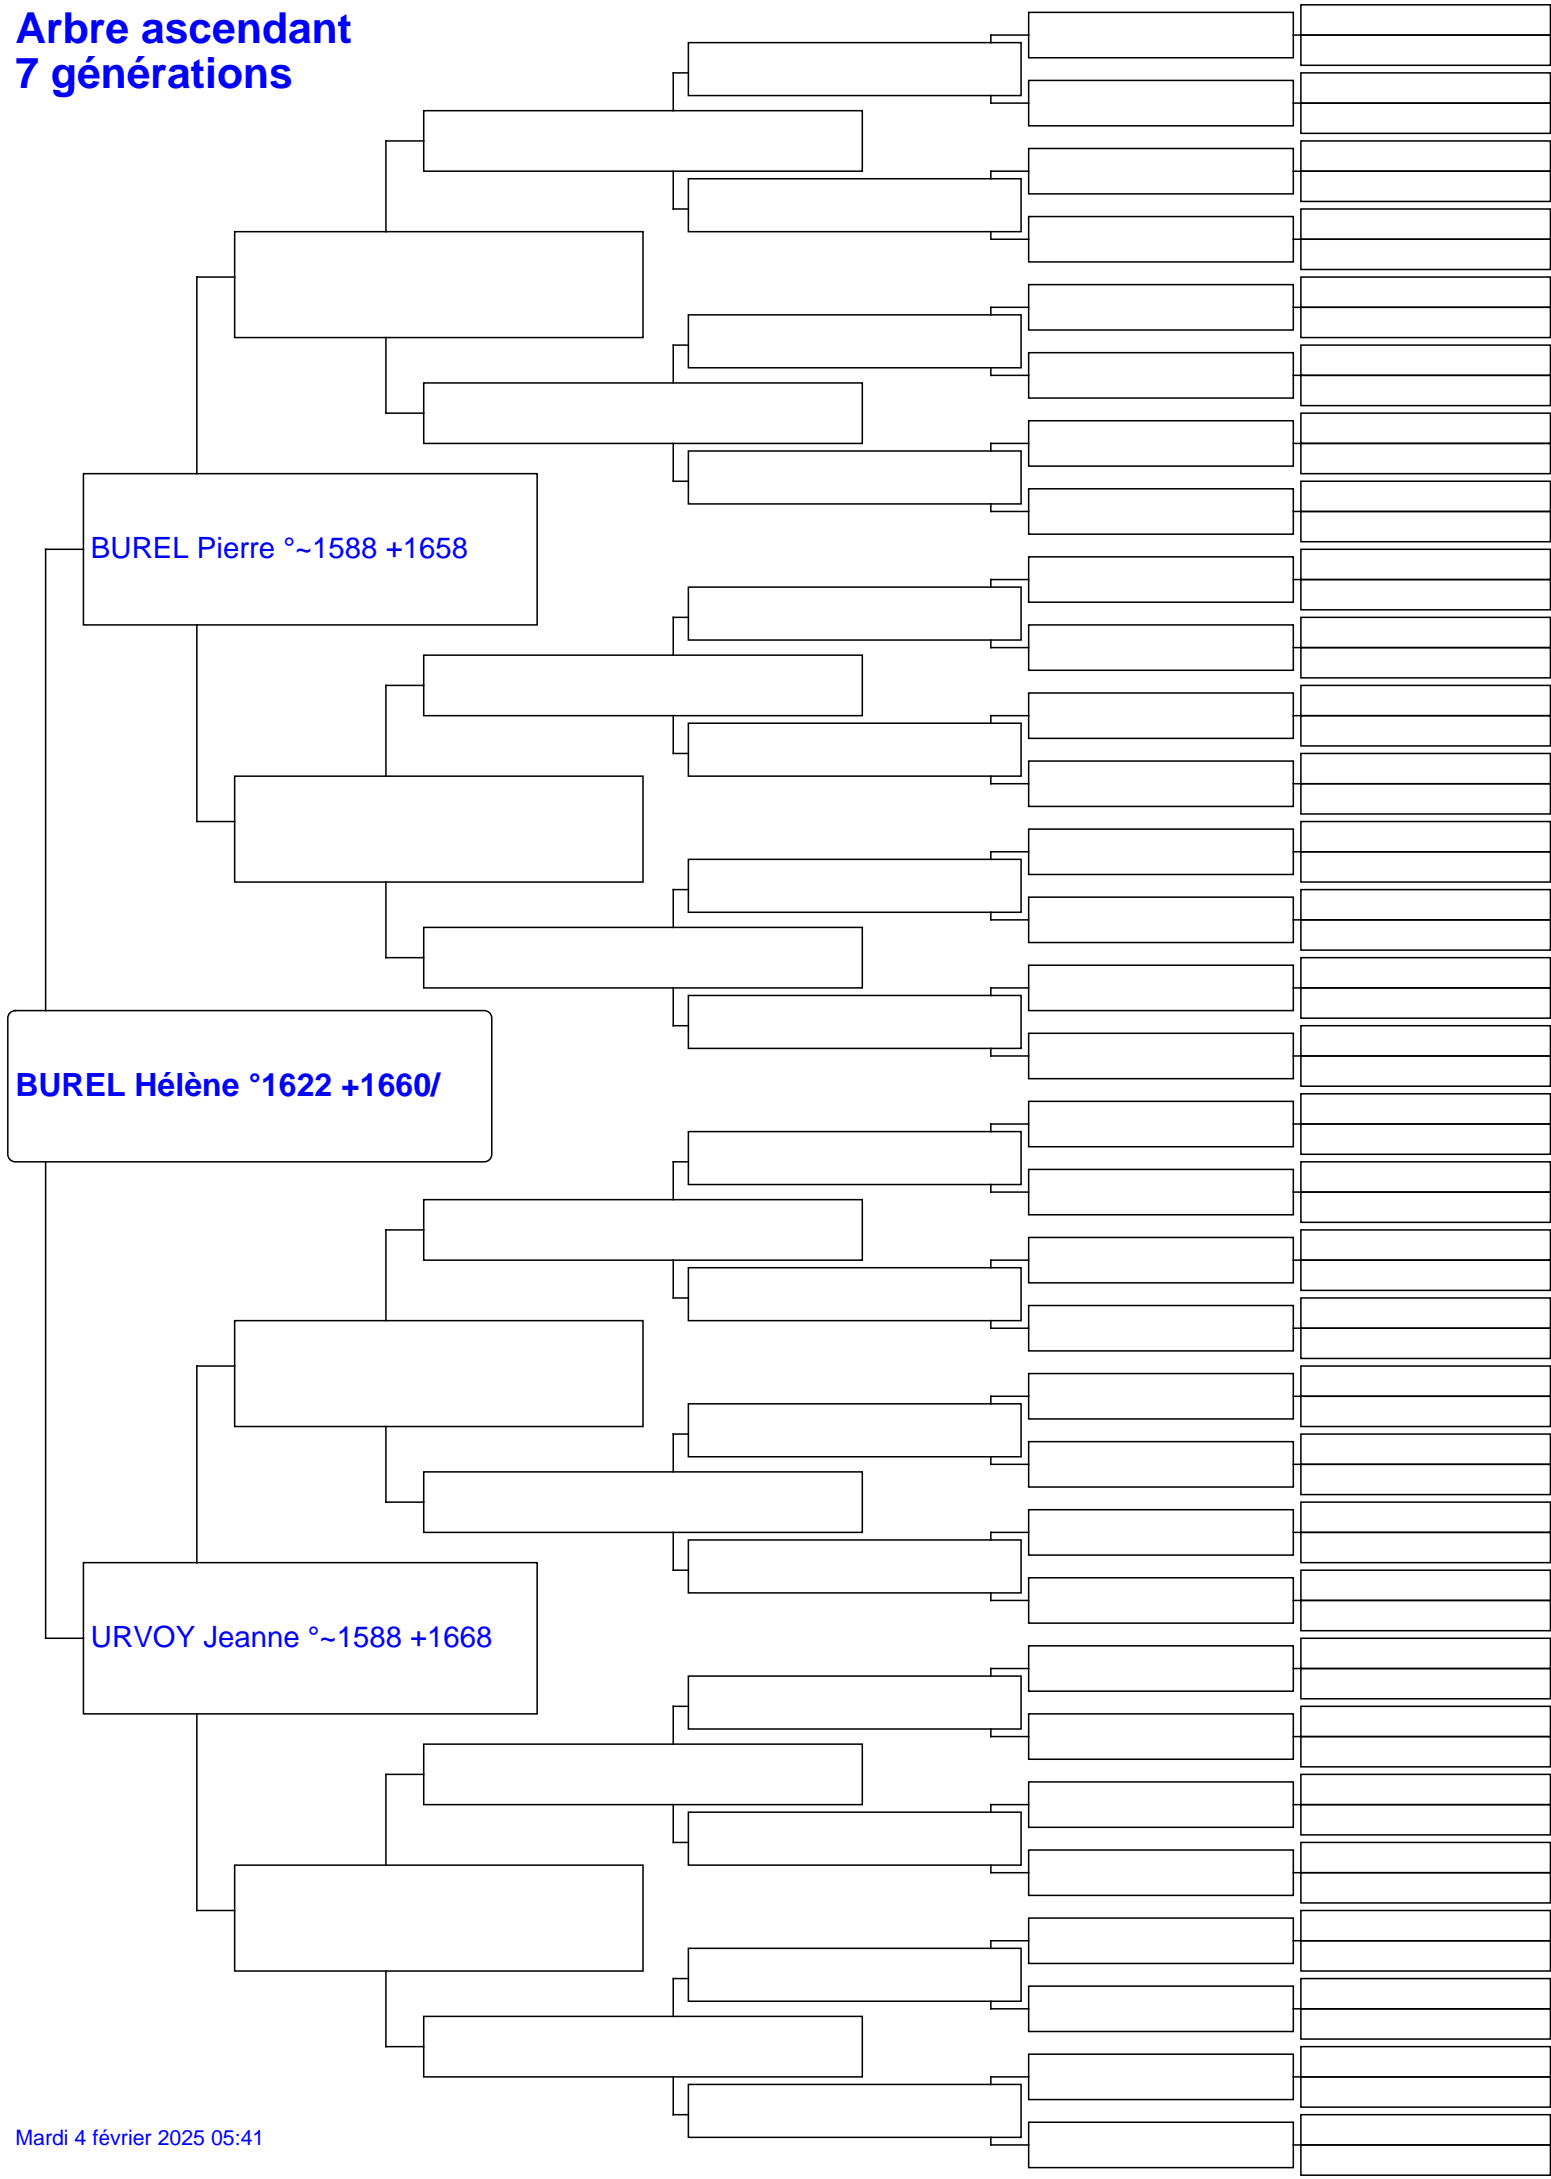 Arbre ascendant
7 générations
BUREL Pierre °~1588 +1658
BUREL Hélène °1622 +1660/
URVOY Jeanne °~1588 +1668
Mardi 4 février 2025 05:41